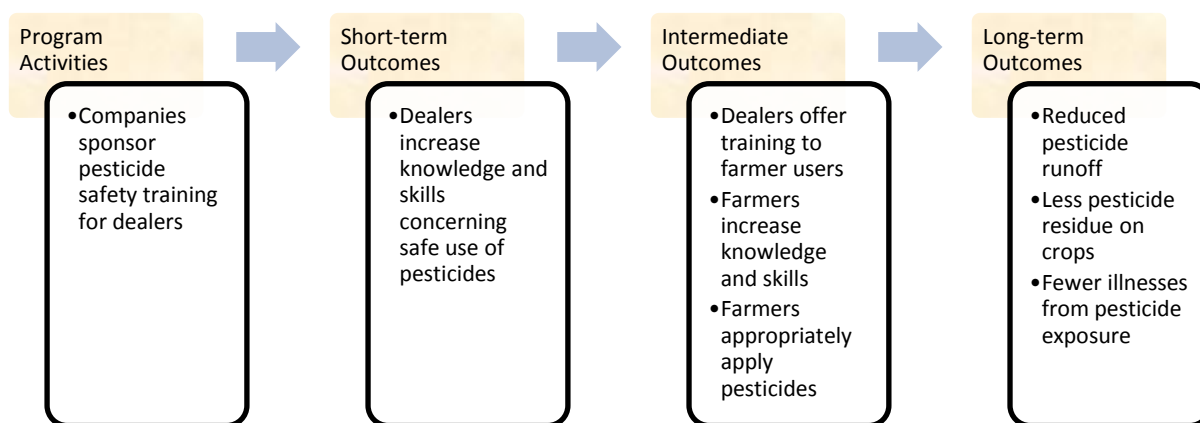 Program
Activities
•Companies
sponsor
pesticide
safety training
for dealers
Short-term
Outcomes
•Dealers
increase
knowledge and
skills
concerning
safe use of
pesticides
Intermediate
Outcomes
•Dealers offer
training to
farmer users
•Farmers
increase
knowledge
and skills
•Farmers
appropriately
apply
pesticides
Long-term
Outcomes
•Reduced
pesticide
runoff
•Less pesticide
residue on
crops
•Fewer illnesses
from pesticide
exposure